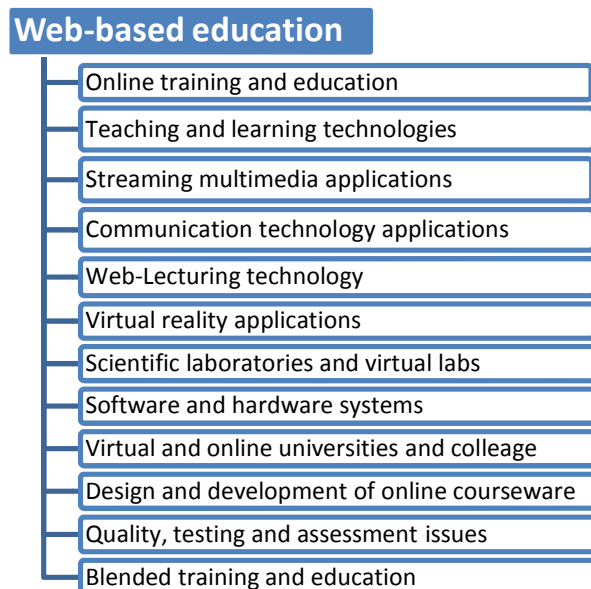 Web-based education
Online training and education
Teaching and learning technologies
Streaming multimedia applications
Communication technology applications
Web-Lecturing technology
Virtual reality applications
Scientific laboratories and virtual labs
Software and hardware systems
Virtual and online universities and colleage
Design and development of online courseware
Quality, testing and assessment issues
Blended training and education